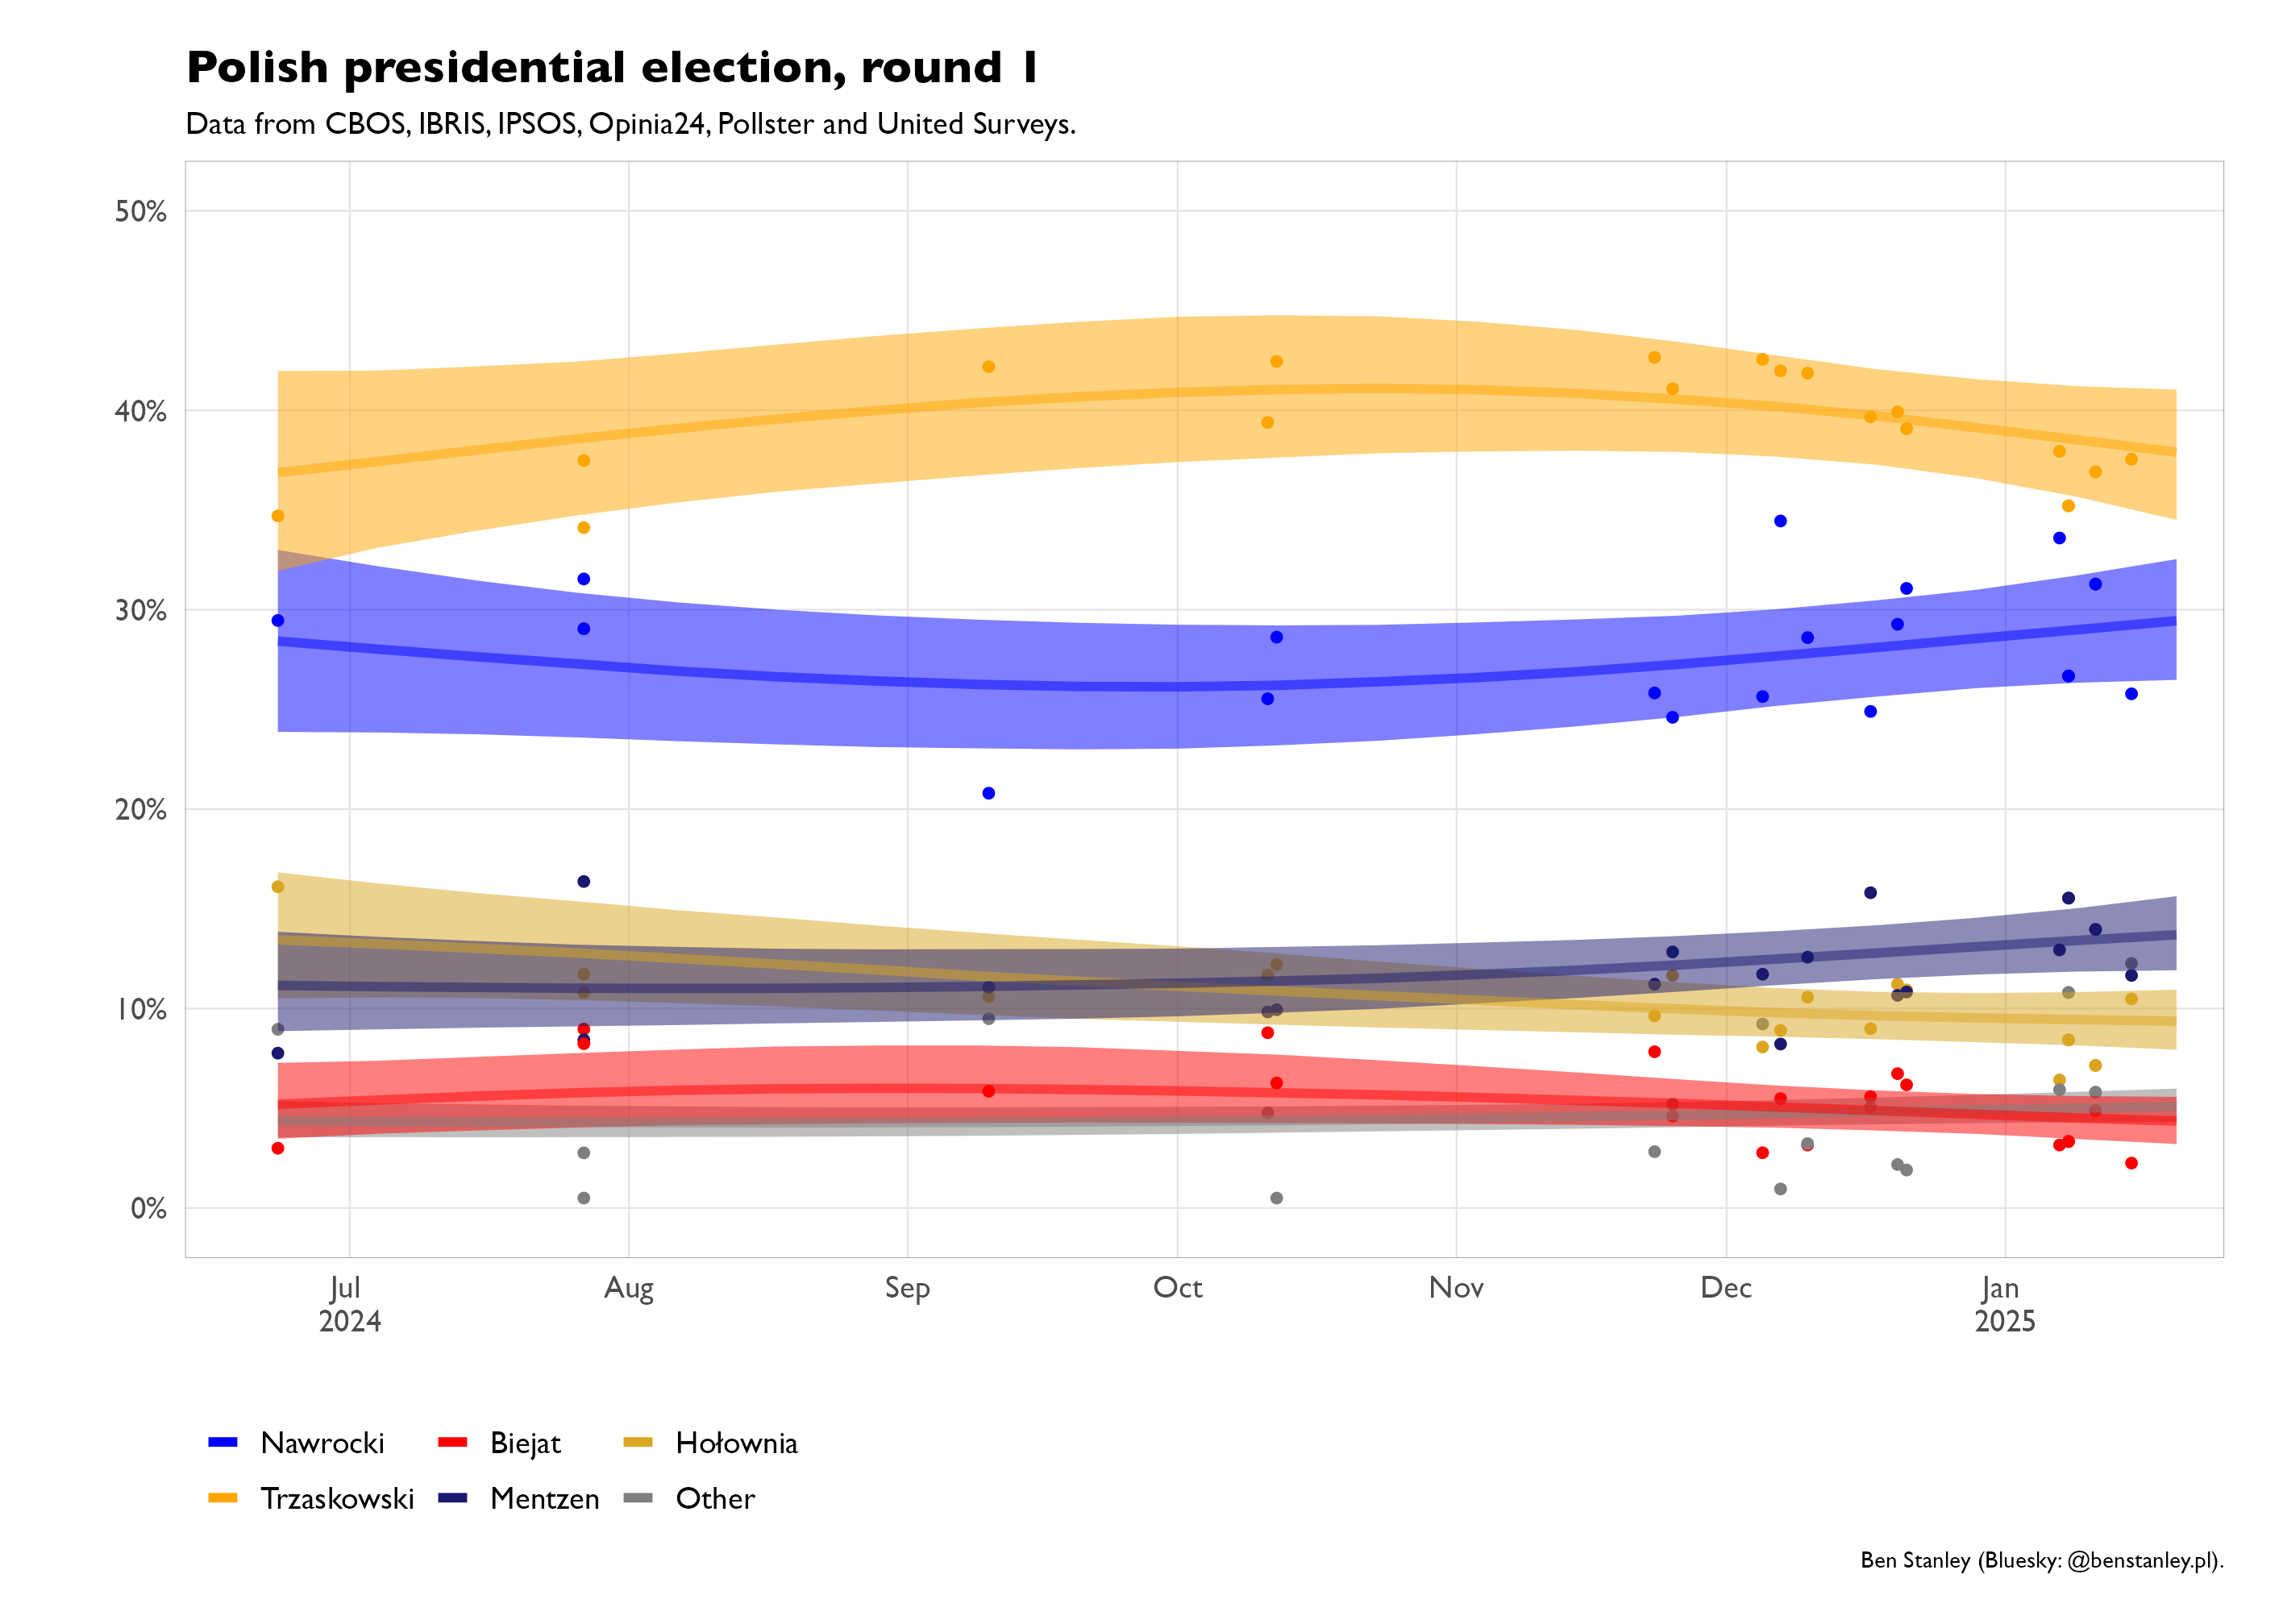 Polish presidential election, round 1
Data from CBOS, IBRIS, IPSOS, Opinia24, Pollster and United Surveys.
50%
40%
30%
20%
10%
0%
Jul
2024
Aug
Sep
Oct
Nov
Dec
Jan
2025
Nawrocki
Biejat
Hołownia
Trzaskowski
Mentzen
Other
Ben Stanley (Bluesky: @benstanley.pl).